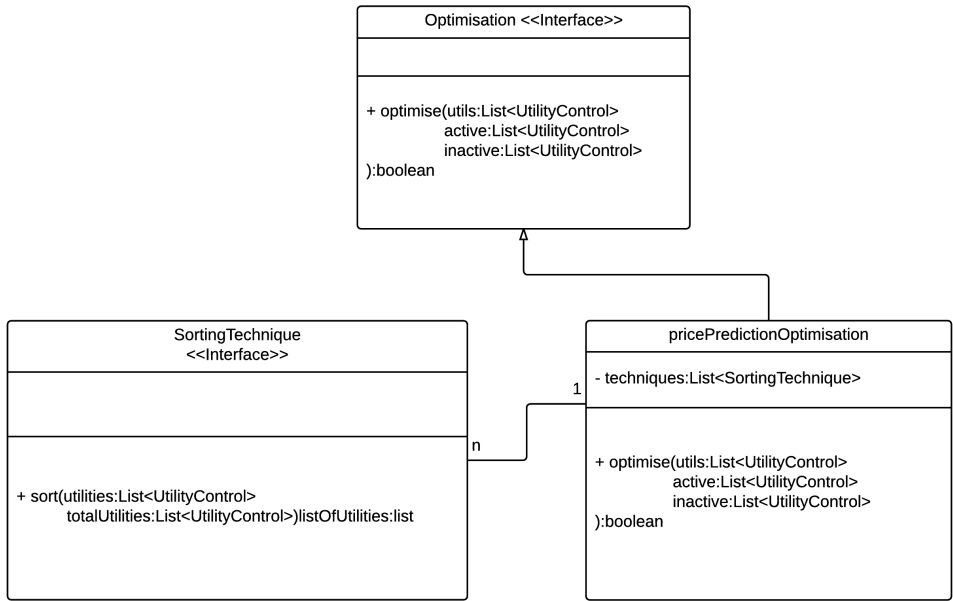 Optimisation <<Interface>>
+ optimise(utils:List<UtilityControl>
active:List<UtilityControl>
inactive:List<UtilityControl>
):boolean
SortingTechnique
<<Interface>>
+ sort(utilities:List<UtilityControl>
totalUtilities:List<UtilityControl>)listOfUtilities:list
n
1
pricePredictionOptimisation
- techniques:List<SortingTechnique>
+ optimise(utils:List<UtilityControl>
active:List<UtilityControl>
inactive:List<UtilityControl>
):boolean